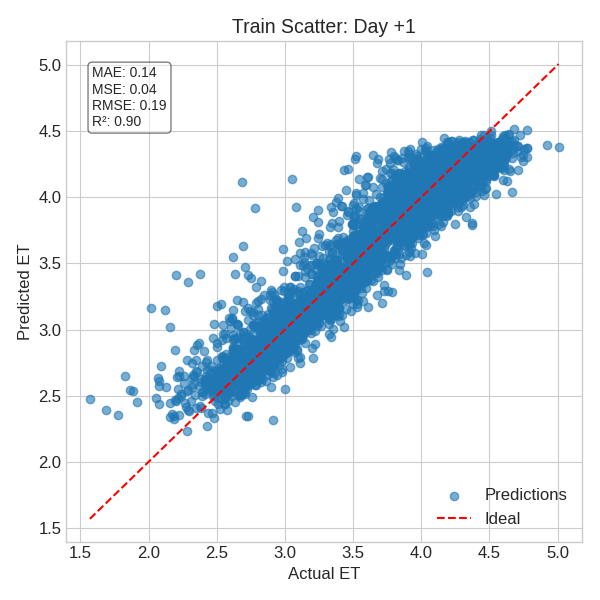 Train Scatter: Day +1
MAE: 0.14
MSE: 0.04
RMSE: 0.19
R²: 0.90
Predicted ET
5.0
4.5
4.0
3.5
3.0
2.5
2.0
1.5
Predictions
Ideal
1.5 2.0 2.5 3.0 3.5 4.0 4.5 5.0
Actual ET